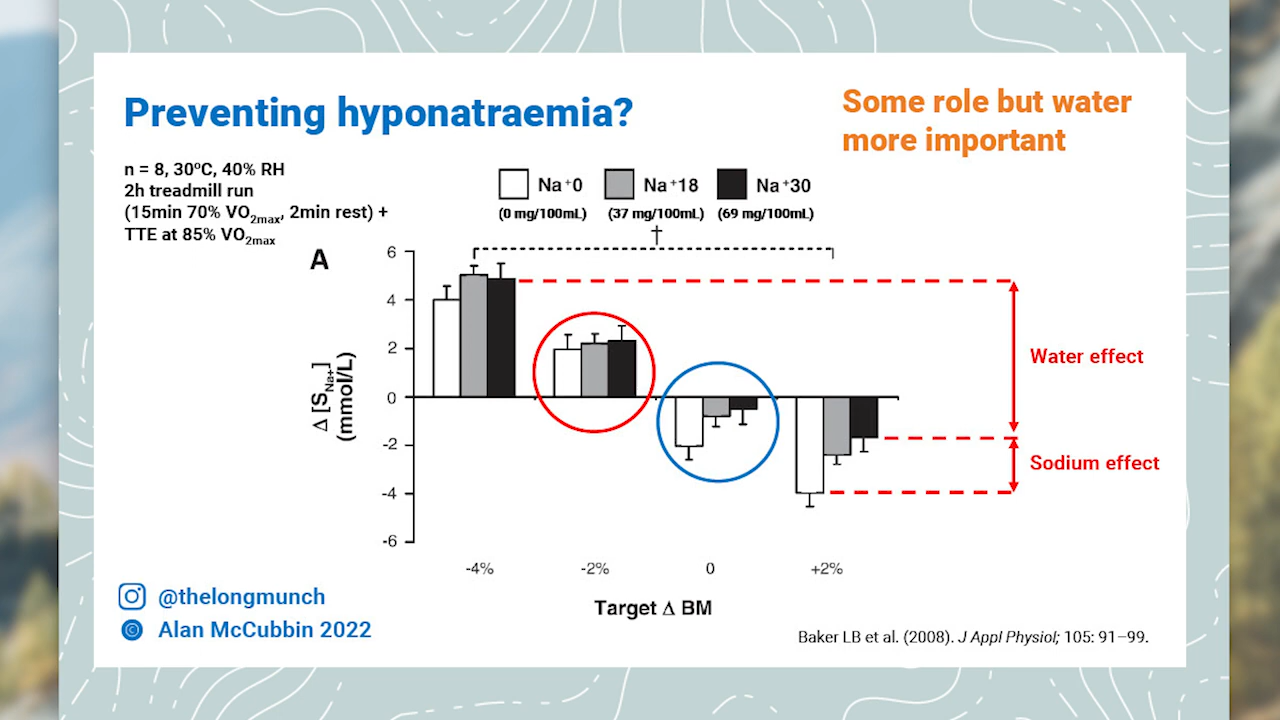 Preventing hyponatraemia?
Some role but water
more important
n = 8, 30ºC, 40% RH
2h treadmill run
(15min 70% VO2max, 2min rest) +
TTE at 85% VO2max
Na+0
Na+18
Na+30
(0 mg/100mL)
(37 mg/100mL)
(69 mg/100mL)
†
A
6
4
2
0
-2
-4
-6
Δ [SNa+]
(mmol/L)
Water effect
Sodium effect
-4%
-2%
0
+2%
Target Δ BM
@thelongmunch
© Alan McCubbin 2022
Baker LB et al. (2008). J Appl Physiol; 105: 91–99.